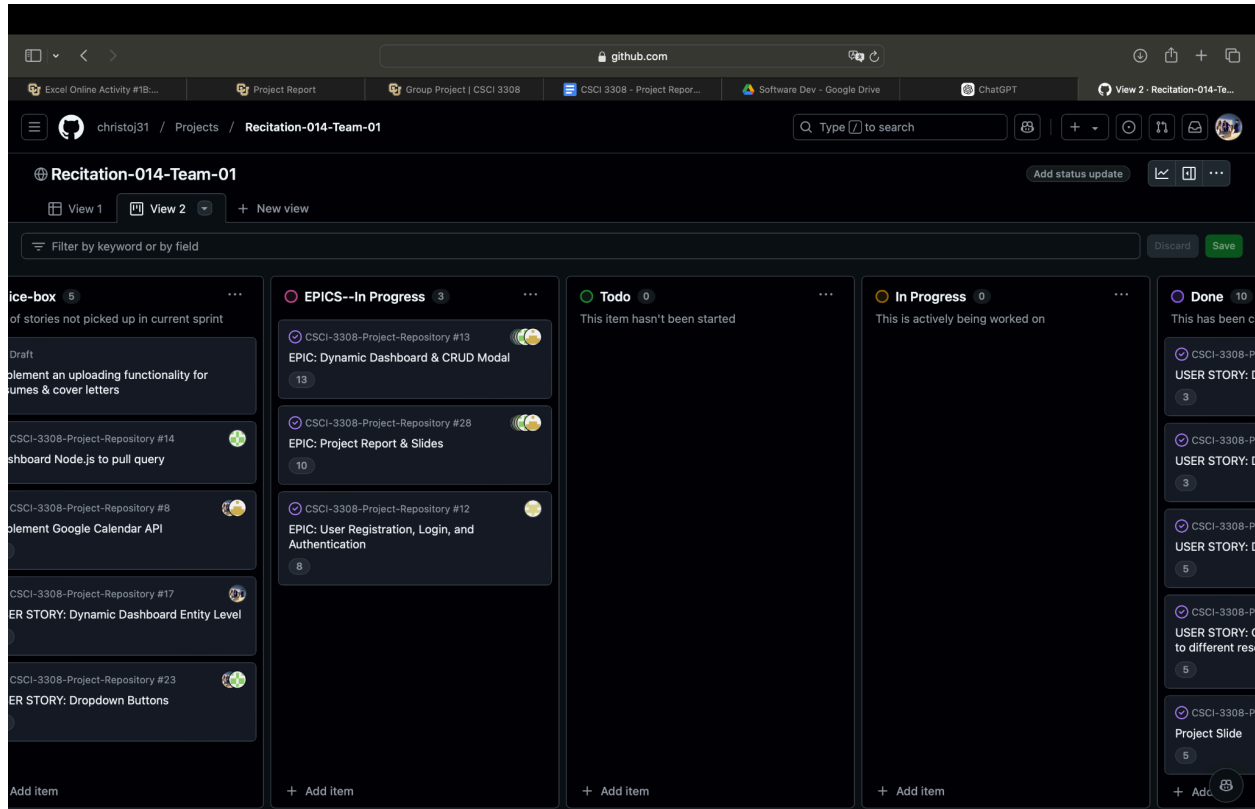 github.com
Excel Online Activity #1B:...
Project Report
Group Project | CSCI 3308
CSCI 3308 - Project Repor...
Software Dev - Google Drive
ChatGPT
View 2 · Recitation-014-Te...
christoj31 / Projects / Recitation-014-Team-01
Type / to search
Recitation-014-Team-01
Add status update
View 1
View 2
+ New view
Filter by keyword or by field
Discard
Save
ice-box 5
of stories not picked up in current sprint
Draft
plement an uploading functionality for
sumes & cover letters
CSCI-3308-Project-Repository #14
shboard Node.js to pull query
CSCI-3308-Project-Repository #8
plement Google Calendar API
CSCI-3308-Project-Repository #17
ER STORY: Dynamic Dashboard Entity Level
CSCI-3308-Project-Repository #23
ER STORY: Dropdown Buttons
Add item
EPICS--In Progress 3
CSCI-3308-Project-Repository #13
EPIC: Dynamic Dashboard & CRUD Modal
13
CSCI-3308-Project-Repository #28
EPIC: Project Report & Slides
10
CSCI-3308-Project-Repository #12
EPIC: User Registration, Login, and
Authentication
8
+ Add item
Todo 0
This item hasn't been started
+ Add item
In Progress 0
This is actively being worked on
+ Add item
Done 10
This has been c
CSCI-3308-P
USER STORY: D
3
CSCI-3308-P
USER STORY: D
3
CSCI-3308-P
USER STORY: D
5
CSCI-3308-P
USER STORY: C
to different res
5
CSCI-3308-P
Project Slide
5
+ Add